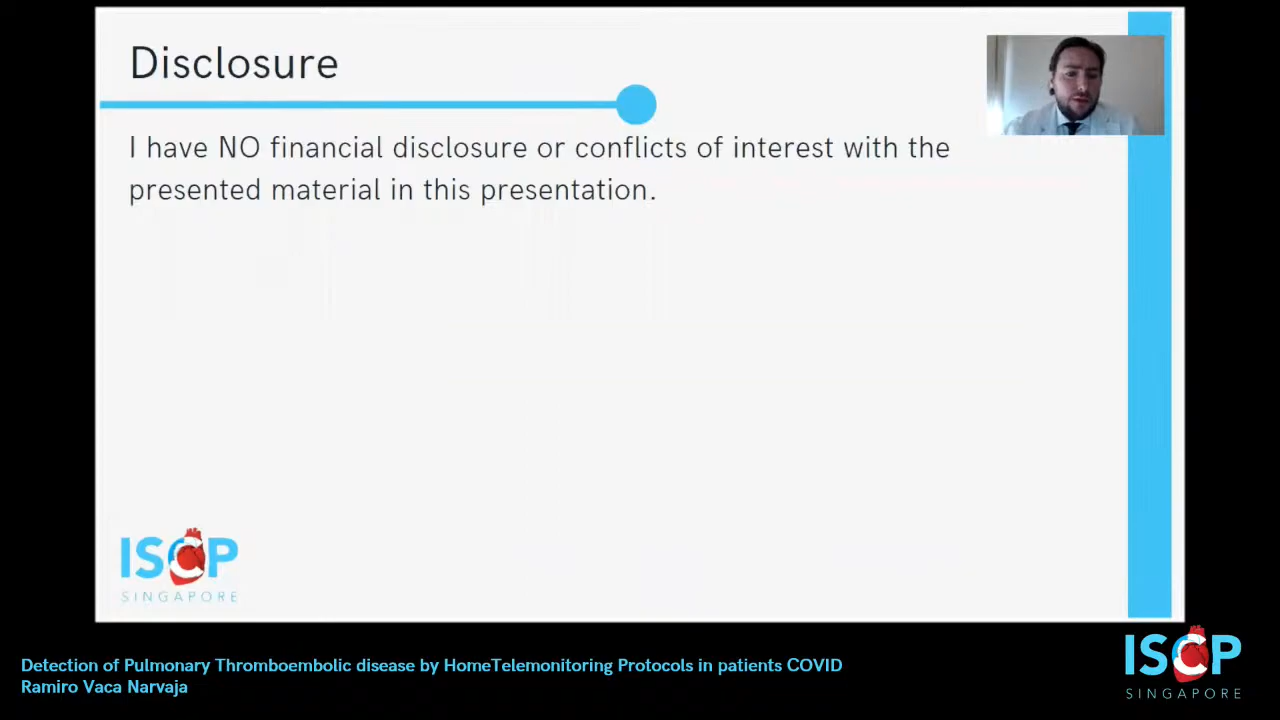 Disclosure
I have NO financial disclosure or conflicts of interest with the
presented material in this presentation.
ISCP
SINGAPORE
Detection of Pulmonary Thromboembolic disease by HomeTelemonitoring Protocols in patients COVID
Ramiro Vaca Narvaja
ISCP
SINGAPORE